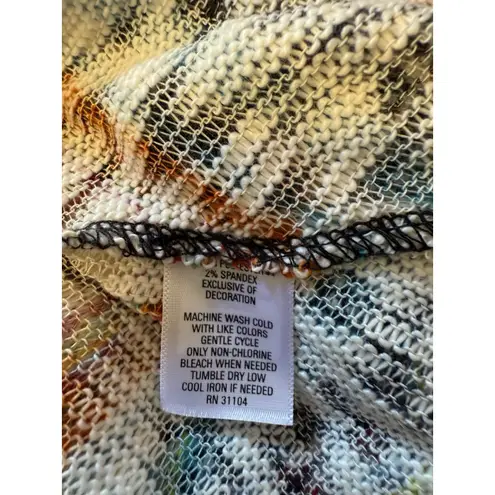 2% SPANDEX
EXCLUSIVE OF
DECORATION
MACHINE WASH COLD
WITH LIKE COLORS
GENTLE CYCLE
ONLY NON-CHLORINE
BLEACH WHEN NEEDED
TUMBLE DRY LOW
COOL IRON IF NEEDED
RN 31104